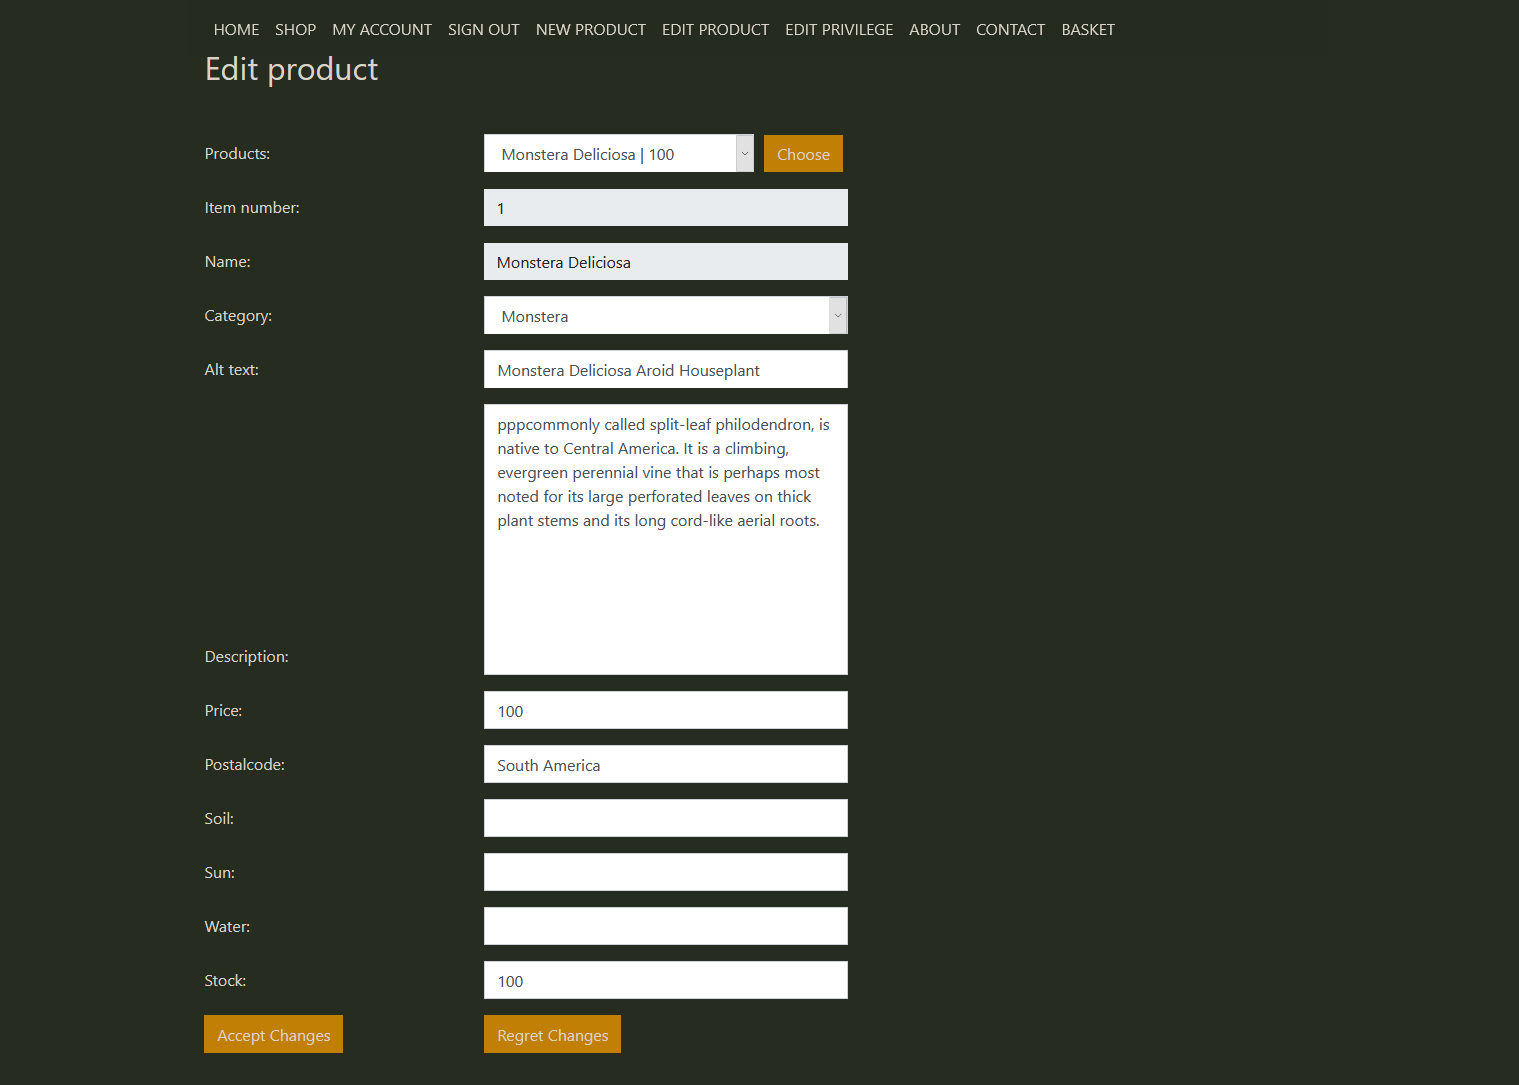 HOME SHOP MY ACCOUNT SIGN OUT NEW PRODUCT EDIT PRODUCT EDIT PRIVILEGE ABOUT CONTACT BASKET
Edit product
Products: Monstera Deliciosa | 100 Choose
Item number: 1
Name: Monstera Deliciosa
Category: Monstera
Alt text: Monstera Deliciosa Aroid Houseplant
pppcommonly called split-leaf philodendron, is
native to Central America. It is a climbing,
evergreen perennial vine that is perhaps most
noted for its large perforated leaves on thick
plant stems and its long cord-like aerial roots.
Description:
Price: 100
Postalcode: South America
Soil:
Sun:
Water:
Stock: 100
Accept Changes Regret Changes